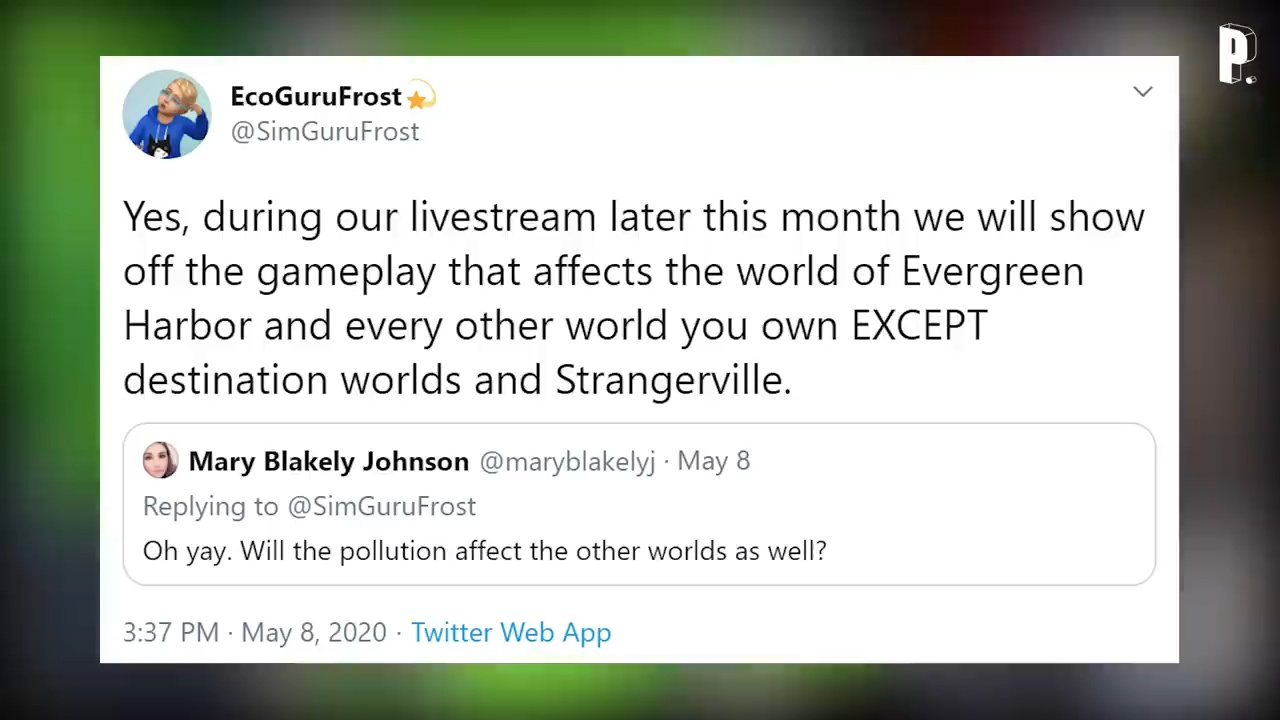 P.
EcoGuruFrost💫
@SimGuruFrost
Yes, during our livestream later this month we will show
off the gameplay that affects the world of Evergreen
Harbor and every other world you own EXCEPT
destination worlds and Strangerville.
Mary Blakely Johnson @maryblakelyj · May 8
Replying to @SimGuruFrost
Oh yay. Will the pollution affect the other worlds as well?
3:37 PM · May 8, 2020 · Twitter Web App